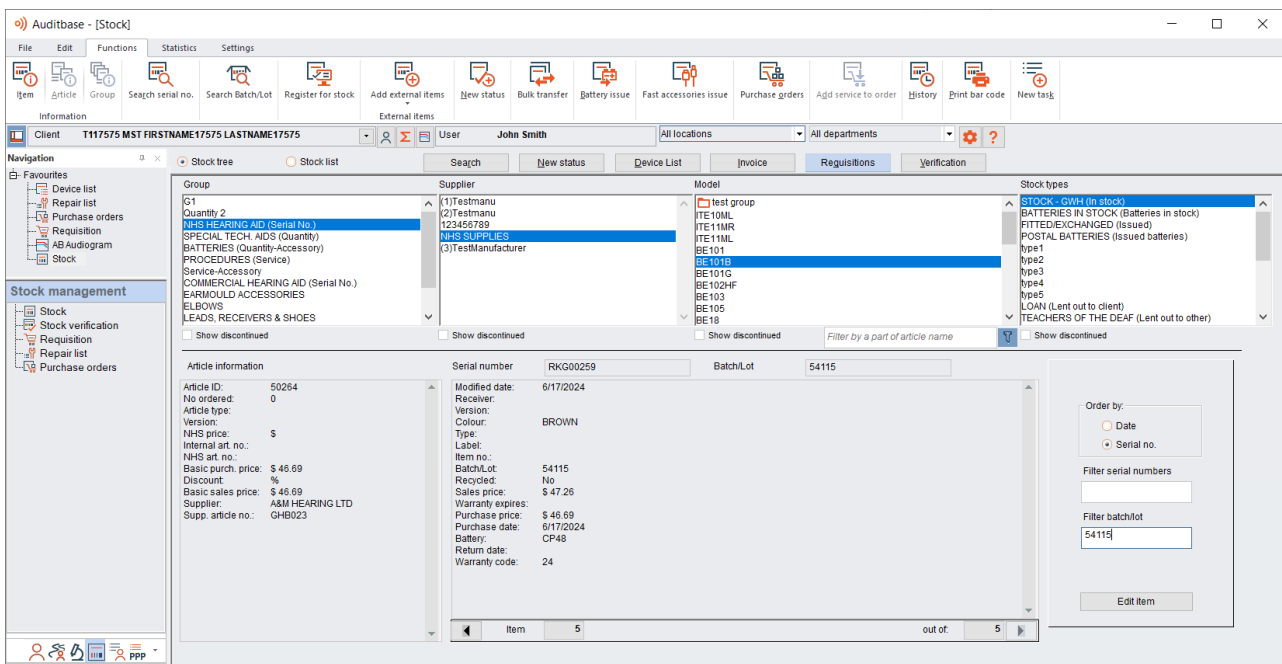 Auditbase - [Stock]
File Edit Functions Statistics Settings
Item Article Group Search serial no. Search Batch/Lot Register for stock Add external items New status Bulk transfer Battery issue Fast accessories issue Purchase orders Add service to order History Print bar code New task
Information External items
Client T117575 MST FIRSTNAME17575 LASTNAME17575 User John Smith All locations All departments
Navigation
Favourites
Device list
Repair list
Purchase orders
Requisition
AB Audiogram
Stock
Stock management
Stock
Stock verification
Requisition
Repair list
Purchase orders
PPP
Stock tree Stock list Search New status Device List Invoice Requisitions Verification
Group
G1
Quantity 2
NHS HEARING AID (Serial No.)
SPECIAL TECH. AIDS (Quantity)
BATTERIES (Quantity-Accessory)
PROCEDURES (Service)
Service-Accessory
COMMERCIAL HEARING AID (Serial No.)
EARMOULD ACCESSORIES
ELBOWS
LEADS, RECEIVERS & SHOES
Show discontinued
Supplier
(1)Testmanu
(2)Testmanu
123456789
NHS SUPPLIES
(3)TestManufacturer
Show discontinued
Model
test group
ITE10ML
ITE11MR
ITE11ML
BE101
BE101B
BE101G
BE102HF
BE103
BE105
BE18
Show discontinued Filter by a part of article name
Stock types
STOCK - GWH (In stock)
BATTERIES IN STOCK (Batteries in stock)
FITTED/EXCHANGED (Issued)
POSTAL BATTERIES (Issued batteries)
type1
type2
type3
type4
type5
LOAN (Lent out to client)
TEACHERS OF THE DEAF (Lent out to other)
Show discontinued
Article information
Article ID: 50264
No ordered: 0
Article type:
Version:
NHS price: $
Internal art. no.:
NHS art. no.:
Basic purch. price: $ 46.69
Discount: %
Basic sales price: $ 46.69
Supplier: A&M HEARING LTD
Supp. article no.: GHB023
Serial number RKG00259 Batch/Lot 54115
Modified date: 6/17/2024
Receiver:
Version:
Colour: BROWN
Type:
Label:
Item no.:
Batch/Lot: 54115
Recycled: No
Sales price: $ 47.26
Warranty expires:
Purchase price: $ 46.69
Purchase date: 6/17/2024
Battery: CP48
Return date:
Warranty code: 24
Item 5 out of: 5
Order by:
Date
Serial no.
Filter serial numbers
Filter batch/lot
54115
Edit item